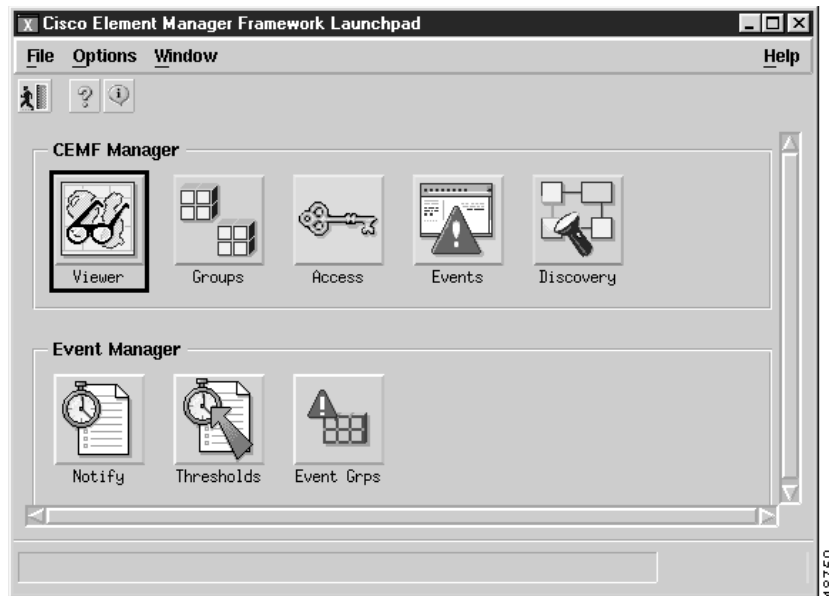 X Cisco Element Manager Framework Launchpad
File Options Window Help
CEMF Manager
Viewer Groups Access Events Discovery
Event Manager
Notify Thresholds Event Grps
18759